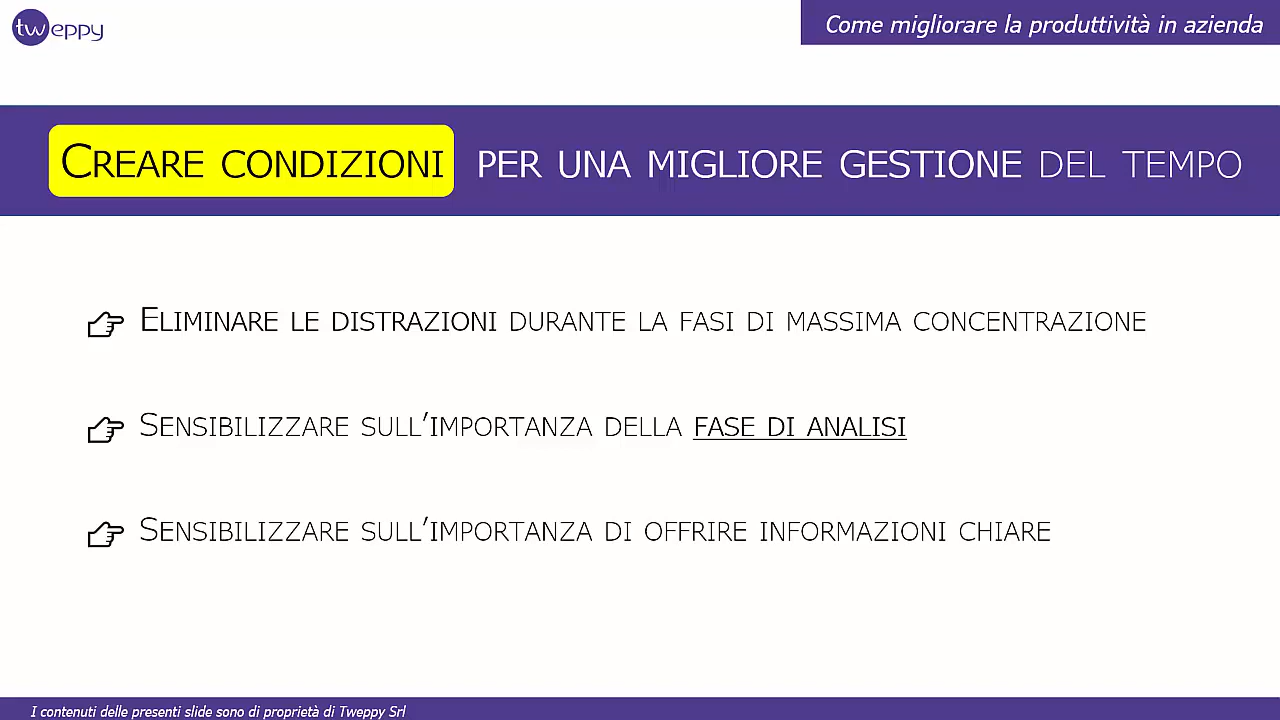 tweppy
Come migliorare la produttività in azienda
CREARE CONDIZIONI PER UNA MIGLIORE GESTIONE DEL TEMPO
ELIMINARE LE DISTRAZIONI DURANTE LA FASI DI MASSIMA CONCENTRAZIONE
SENSIBILIZZARE SULL'IMPORTANZA DELLA FASE DI ANALISI
SENSIBILIZZARE SULL'IMPORTANZA DI OFFRIRE INFORMAZIONI CHIARE
I contenuti delle presenti slide sono di proprietà di Tweppy Srl